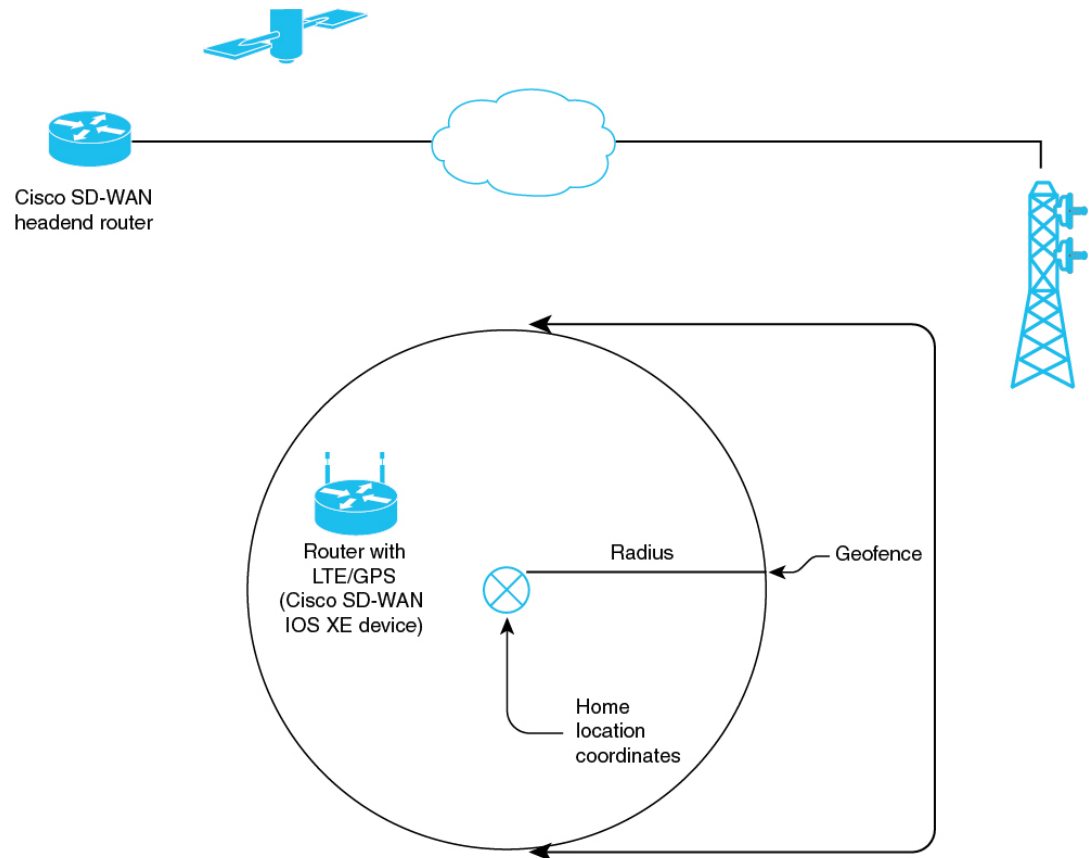 Cisco SD-WAN
headend router
Router with
LTE/GPS
(Cisco SD-WAN
IOS XE device)
Radius
Geofence
Home
location
coordinates